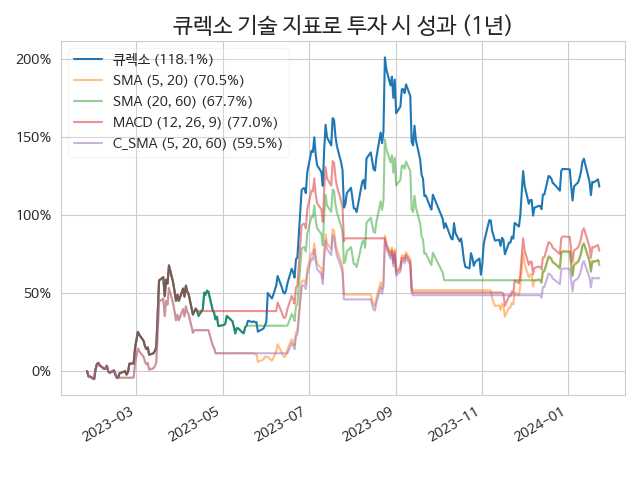 큐렉소 기술 지표로 투자 시 성과 (1년)
큐렉소 (118.1%)
SMA (5, 20) (70.5%)
SMA (20, 60) (67.7%)
MACD (12, 26, 9) (77.0%)
C_SMA (5, 20, 60) (59.5%)
200%
150%
100%
50%
0%
2023-03
2023-05
2023-07
2023-09
2023-11
2024-01